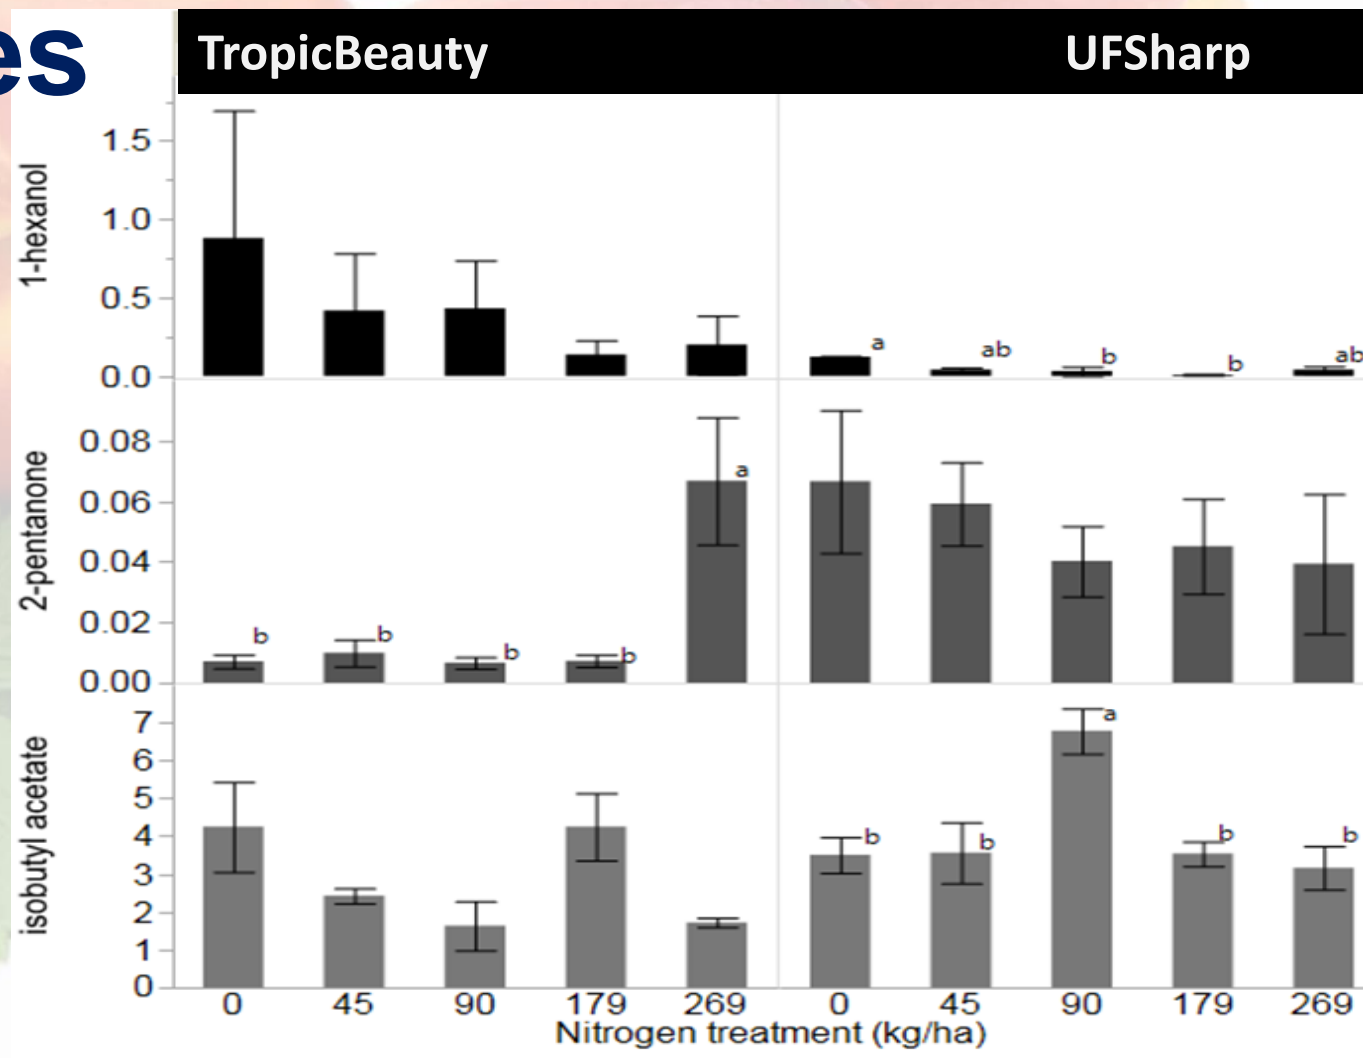 es
TropicBeauty UFSharp
1-hexanol
1.5
1.0
0.5
0.0
a ab b b ab
2-pentanone
0.08
0.06
0.04
0.02
0.00
b b b b a
isobutyl acetate
7
6
5
4
3
2
1
0
b b a b b
0 45 90 179 269 0 45 90 179 269
Nitrogen treatment (kg/ha)